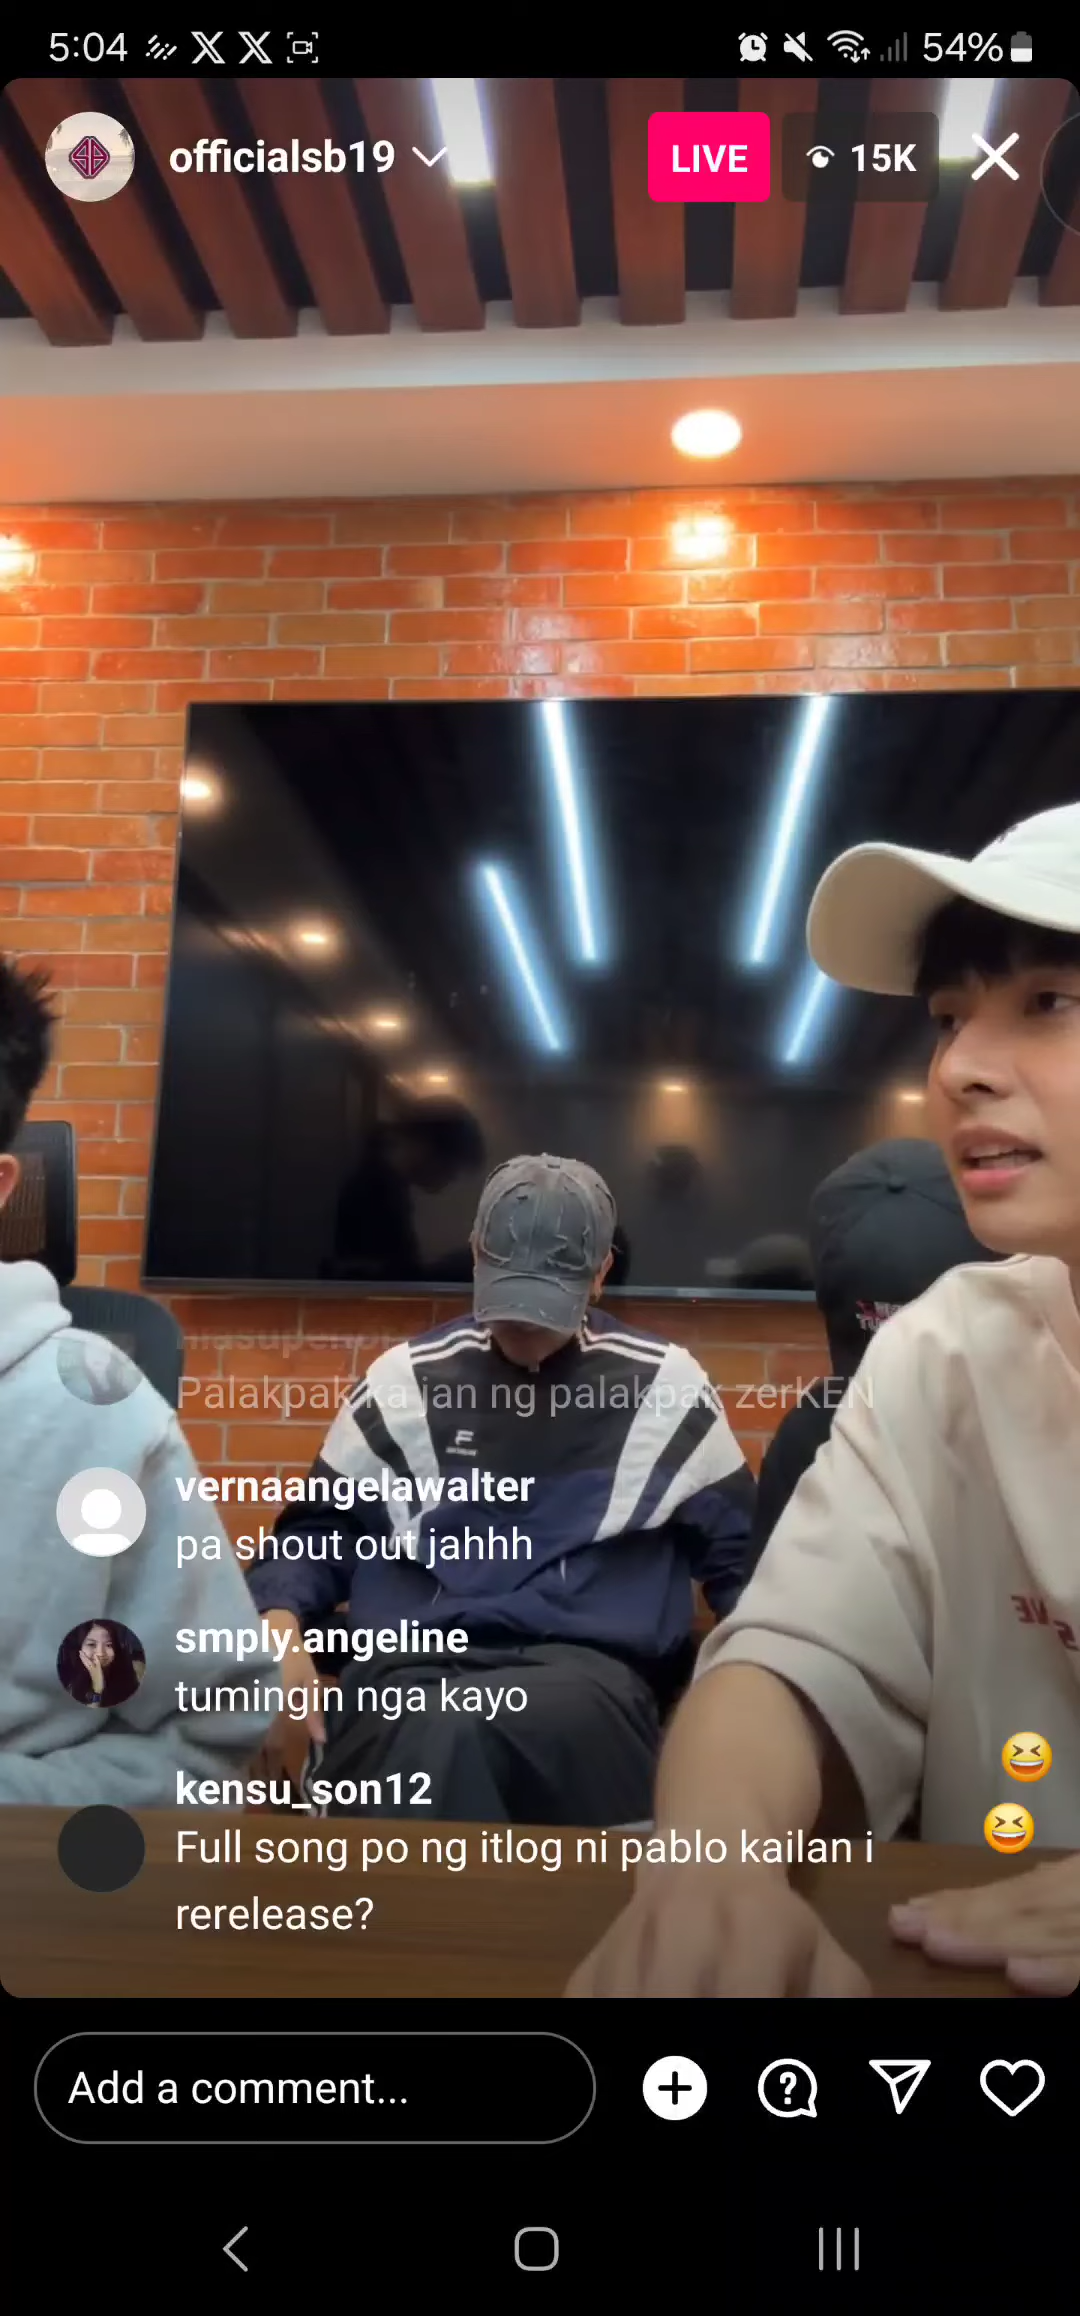 5:04
54%
officialsb19
LIVE
15K
Palakpak ka jan ng palakpak zerKEN
vernaangelawalter
pa shout out jahhh
smply.angeline
tumingin nga kayo
kensu_son12
Full song po ng itlog ni pablo kailan i
rerelease?
Add a comment...